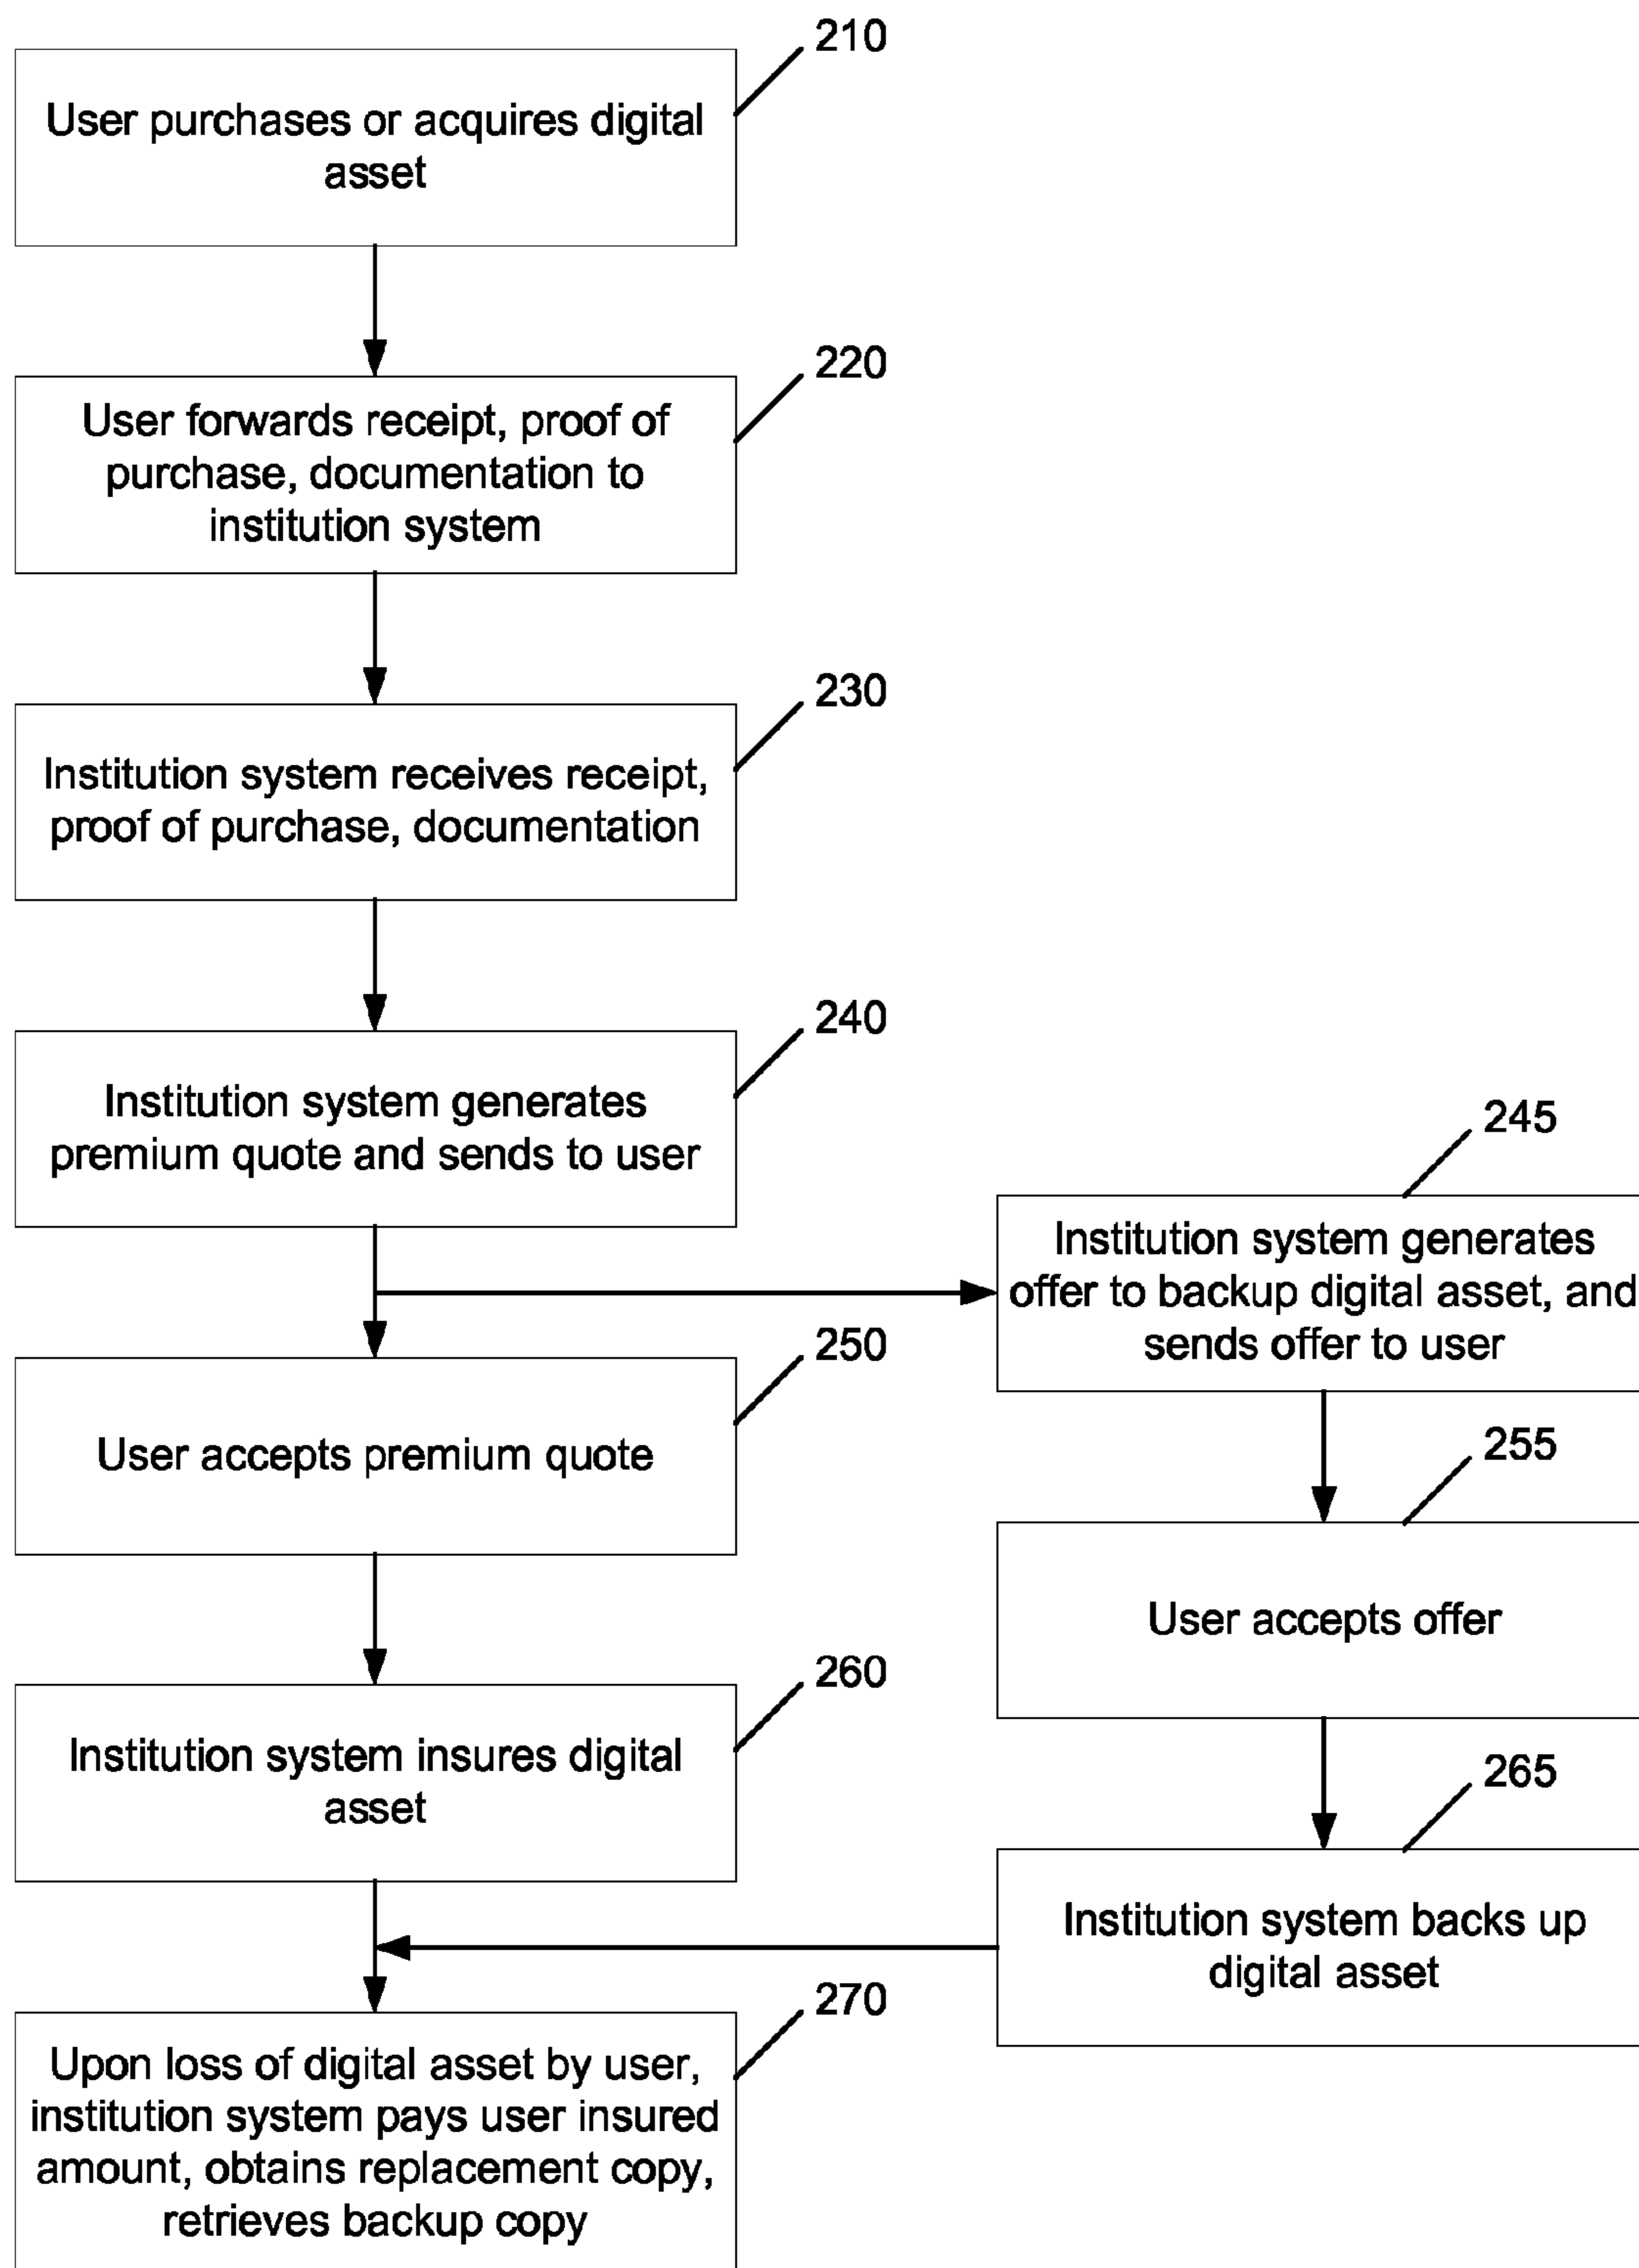 210
User purchases or acquires digital
asset
220
User forwards receipt, proof of
purchase, documentation to
institution system
230
Institution system receives receipt,
proof of purchase, documentation
240
Institution system generates
premium quote and sends to user
245
Institution system generates
offer to backup digital asset, and
sends offer to user
250
User accepts premium quote
255
User accepts offer
260
Institution system insures digital
asset
265
Institution system backs up
digital asset
270
Upon loss of digital asset by user,
institution system pays user insured
amount, obtains replacement copy,
retrieves backup copy